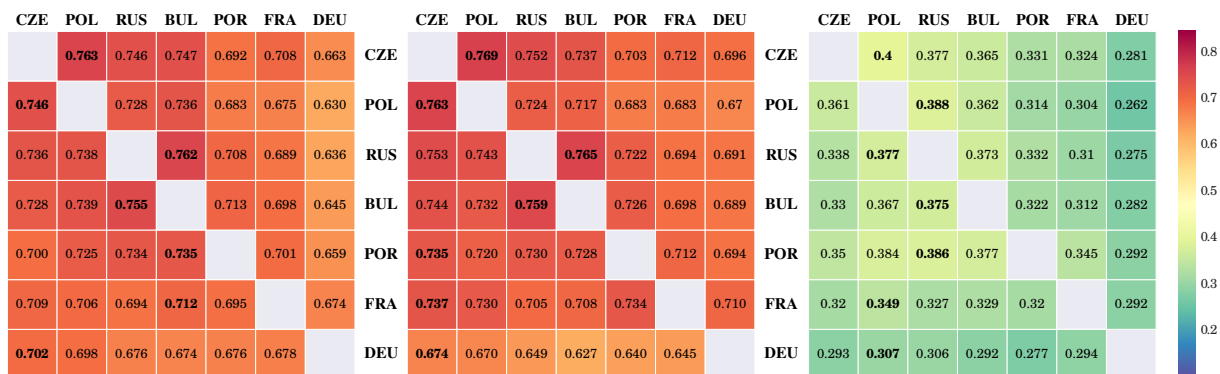 CZE POL RUS BUL POR FRA DEU CZE POL RUS BUL POR FRA DEU CZE POL RUS BUL POR FRA DEU
0.763 0.746 0.747 0.692 0.708 0.663 CZE 0.769 0.752 0.737 0.703 0.712 0.696 CZE 0.4 0.377 0.365 0.331 0.324 0.281 0.8
0.746 0.728 0.736 0.683 0.675 0.630 POL 0.763 0.724 0.717 0.683 0.683 0.67 POL 0.361 0.388 0.362 0.314 0.304 0.262 0.7
0.736 0.738 0.762 0.708 0.689 0.636 RUS 0.753 0.743 0.765 0.722 0.694 0.691 RUS 0.338 0.377 0.373 0.332 0.31 0.275 0.6
0.728 0.739 0.755 0.713 0.698 0.645 BUL 0.744 0.732 0.759 0.726 0.698 0.689 BUL 0.33 0.367 0.375 0.322 0.312 0.282 0.5
0.700 0.725 0.734 0.735 0.701 0.659 POR 0.735 0.720 0.730 0.728 0.712 0.694 POR 0.35 0.384 0.386 0.377 0.345 0.292 0.4
0.709 0.706 0.694 0.712 0.695 0.674 FRA 0.737 0.730 0.705 0.708 0.734 0.710 FRA 0.32 0.349 0.327 0.329 0.32 0.292 0.3
0.702 0.698 0.676 0.674 0.676 0.678 DEU 0.674 0.670 0.649 0.627 0.640 0.645 DEU 0.293 0.307 0.306 0.292 0.277 0.294 0.2